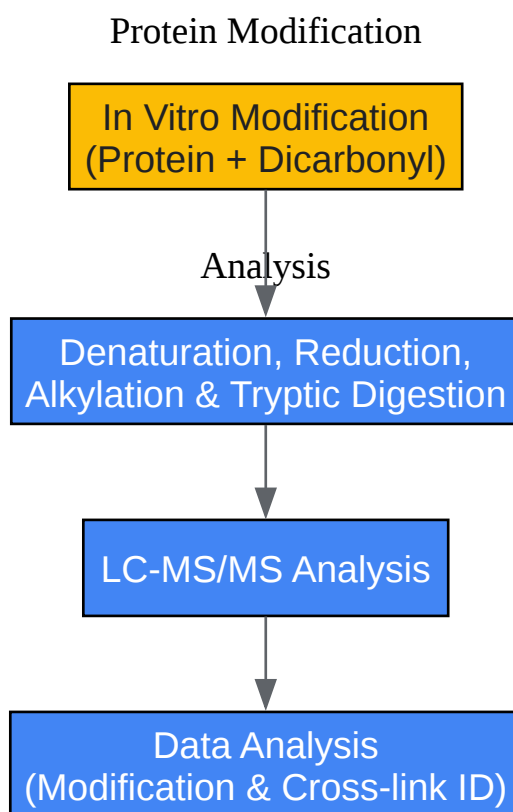 Protein Modification
In Vitro Modification
(Protein + Dicarbonyl)
Analysis
Denaturation, Reduction,
Alkylation & Tryptic Digestion
LC-MS/MS Analysis
Data Analysis
(Modification & Cross-link ID)